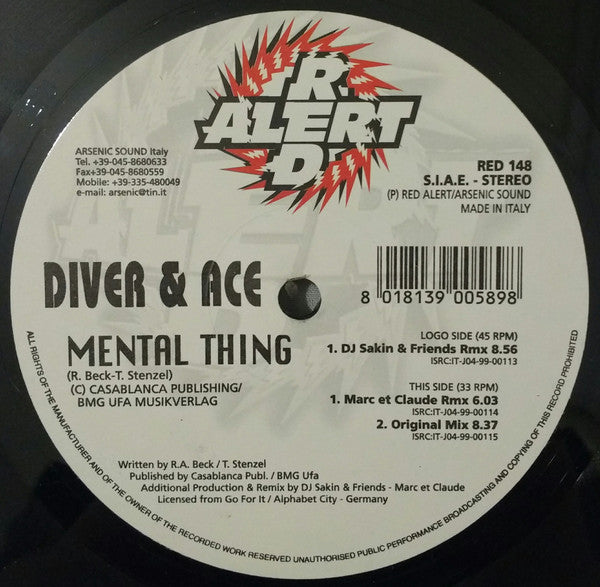 RED
ALERT
ARSENIC SOUND Italy
Tel. +39-045-8680633
Fax+39-045-8680559
Mobile: +39-335-480049
e-mail: arsenic@tin.it
RED 148
S.I.A.E. - STEREO
(P) RED ALERT/ARSENIC SOUND
MADE IN ITALY
DIVER & ACE
8 018139 005898
MENTAL THING
(R. Beck-T. Stenzel)
(C) CASABLANCA PUBLISHING/
BMG UFA MUSIKVERLAG
LOGO SIDE (45 RPM)
1. DJ Sakin & Friends Rmx 8.56
ISRC:IT-J04-99-00113
THIS SIDE (33 RPM)
1. Marc et Claude Rmx 6.03
ISRC:IT-J04-99-00114
2. Original Mix 8.37
ISRC:IT-J04-99-00115
Written by R.A. Beck / T. Stenzel
Published by Casablanca Publ. / BMG Ufa
Additional Production & Remix by DJ Sakin & Friends - Marc et Claude
Licensed from Go For It / Alphabet City - Germany
ALL RIGHTS OF THE MANUFACTURER AND OF THE OWNER OF THE RECORDED WORK RESERVED UNAUTHORISED PUBLIC PERFORMANCE BROADCASTING AND COPYING OF THIS RECORD PROHIBITED